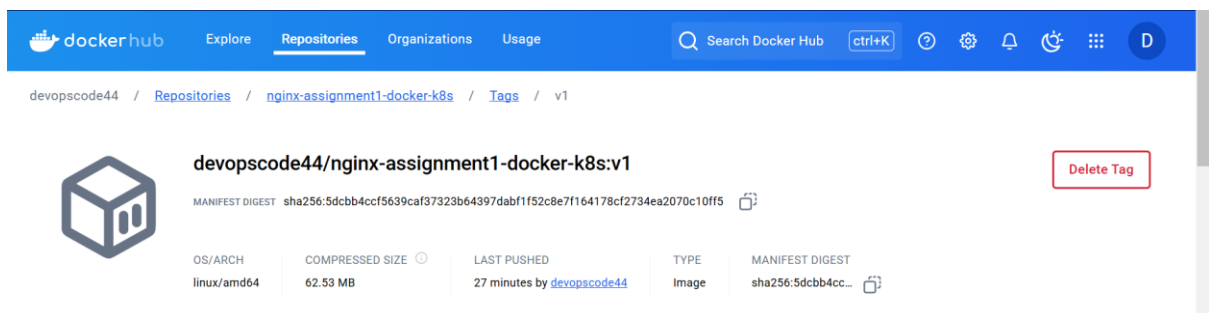 dockerhub Explore Repositories Organizations Usage Search Docker Hub ctrl+K D
devopscode44 / Repositories / nginx-assignment1-docker-k8s / Tags / v1
devopscode44/nginx-assignment1-docker-k8s:v1
Delete Tag
MANIFEST DIGEST sha256:5dcbb4ccf5639caf37323b64397dabf1f52c8e7f164178cf2734ea2070c10ff5
OS/ARCH COMPRESSED SIZE LAST PUSHED TYPE MANIFEST DIGEST
linux/amd64 62.53 MB 27 minutes by devopscode44 Image sha256:5dcbb4cc...